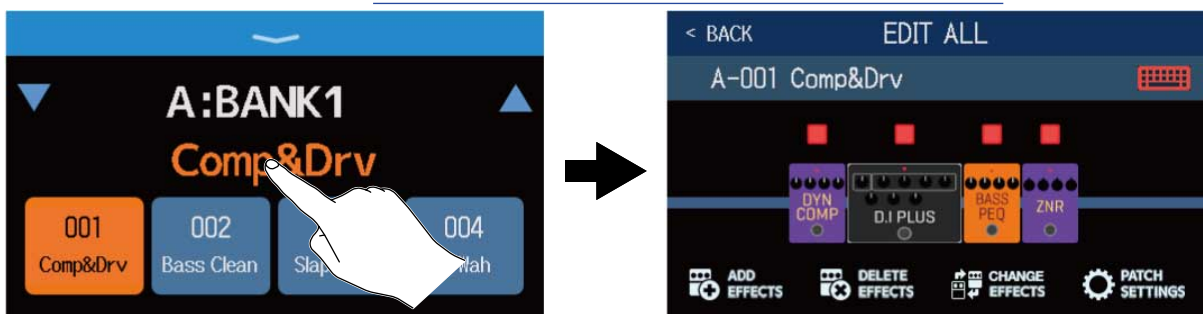 A:BANK1
Comp&Drv
001
Comp&Drv
002
Bass Clean
004
< BACK
EDIT ALL
A-001 Comp&Drv
DYN
COMP
D.I PLUS
BASS
PEQ
ZNR
ADD
EFFECTS
DELETE
EFFECTS
CHANGE
EFFECTS
PATCH
SETTINGS